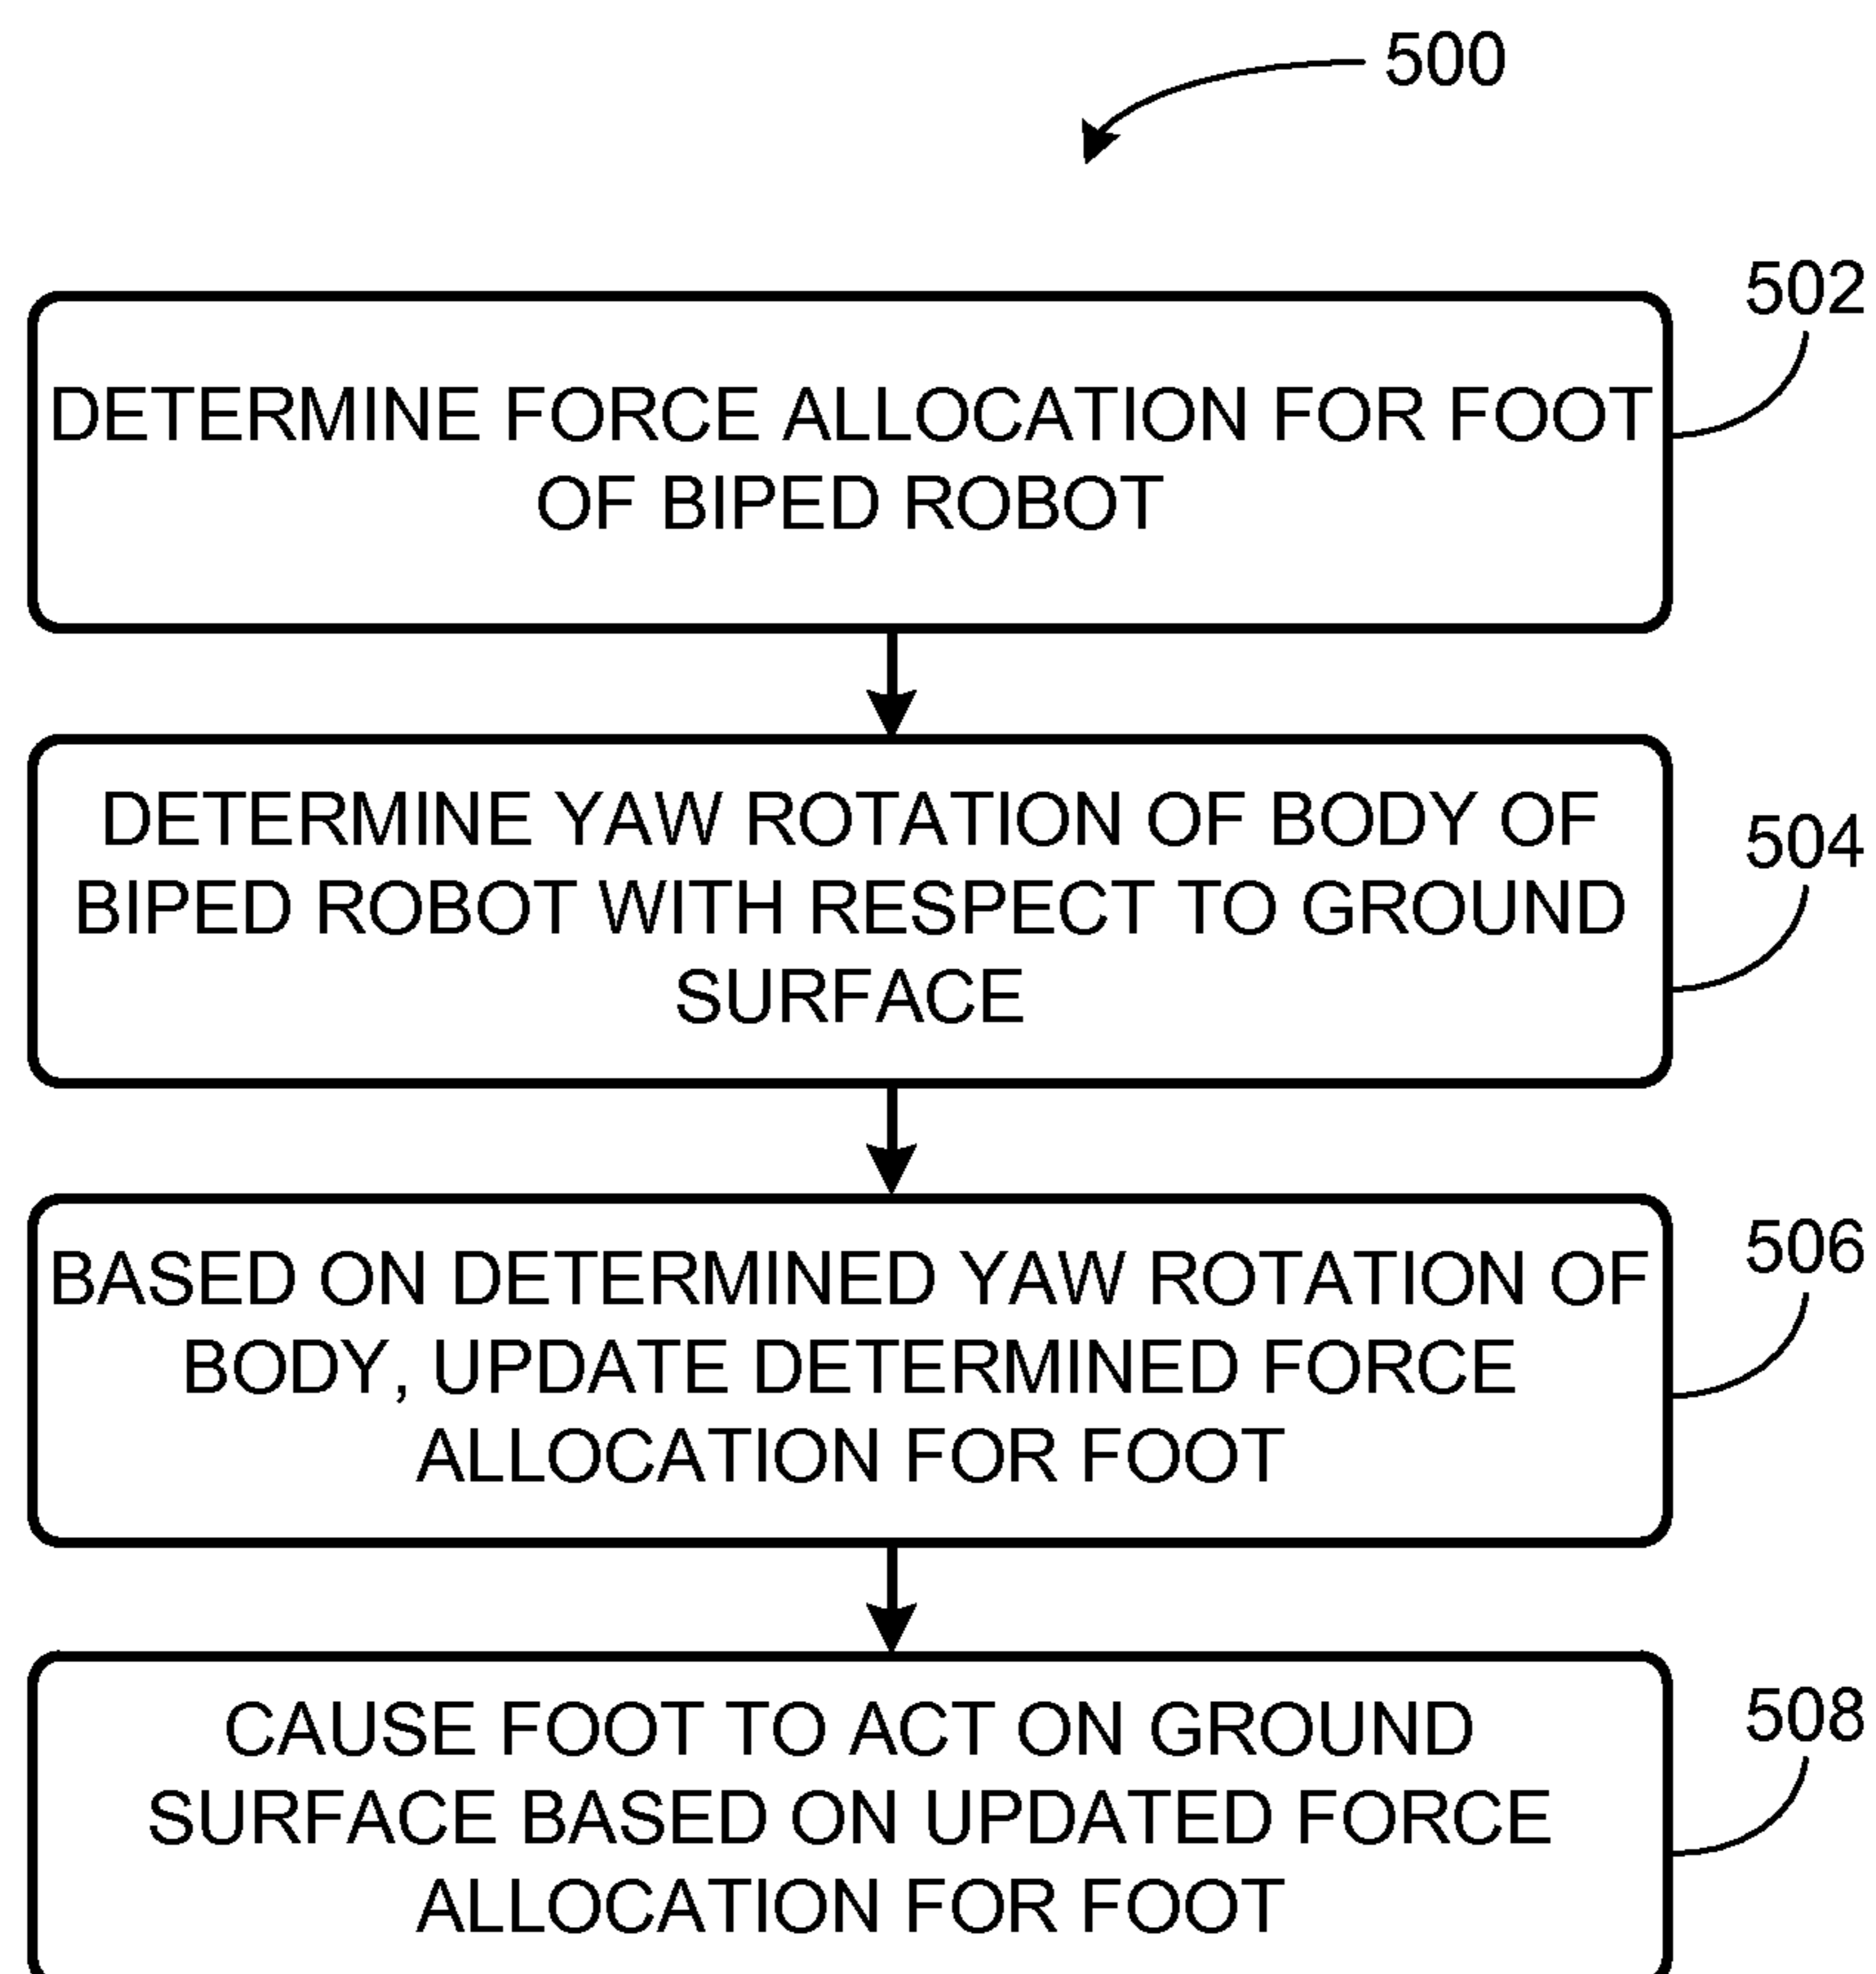 500
502
DETERMINE FORCE ALLOCATION FOR FOOT
OF BIPED ROBOT
504
DETERMINE YAW ROTATION OF BODY OF
BIPED ROBOT WITH RESPECT TO GROUND
SURFACE
506
BASED ON DETERMINED YAW ROTATION OF
BODY, UPDATE DETERMINED FORCE
ALLOCATION FOR FOOT
508
CAUSE FOOT TO ACT ON GROUND
SURFACE BASED ON UPDATED FORCE
ALLOCATION FOR FOOT